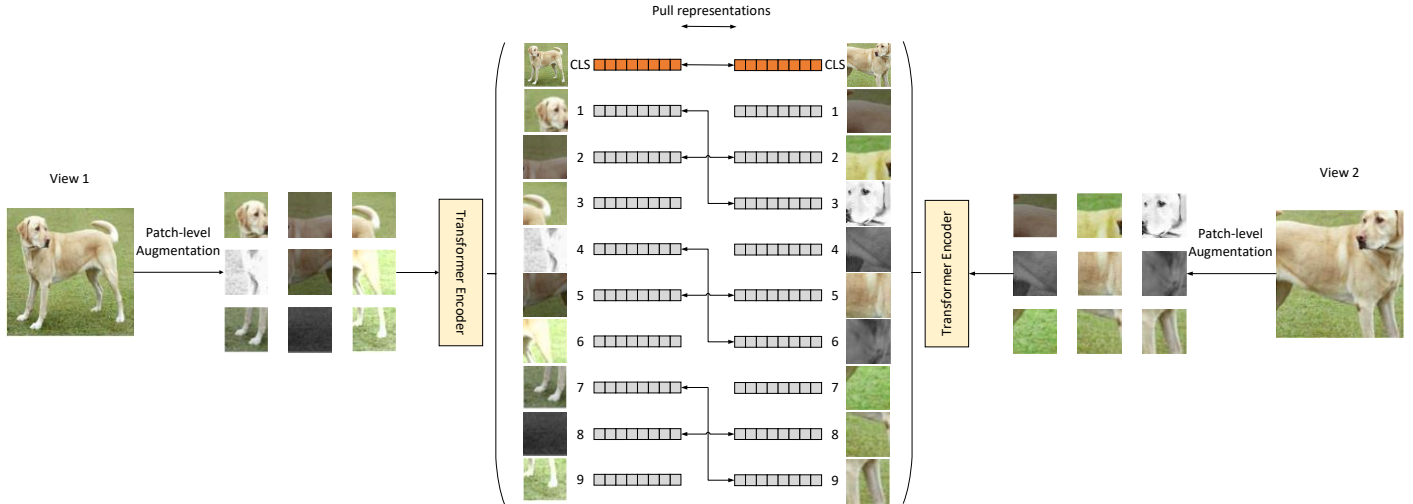 Pull representations
View 1
Patch-level
Augmentation
Transformer Encoder
CLS
1
2
3
4
5
6
7
8
9
CLS
1
2
3
4
5
6
7
8
9
Transformer Encoder
Patch-level
Augmentation
View 2